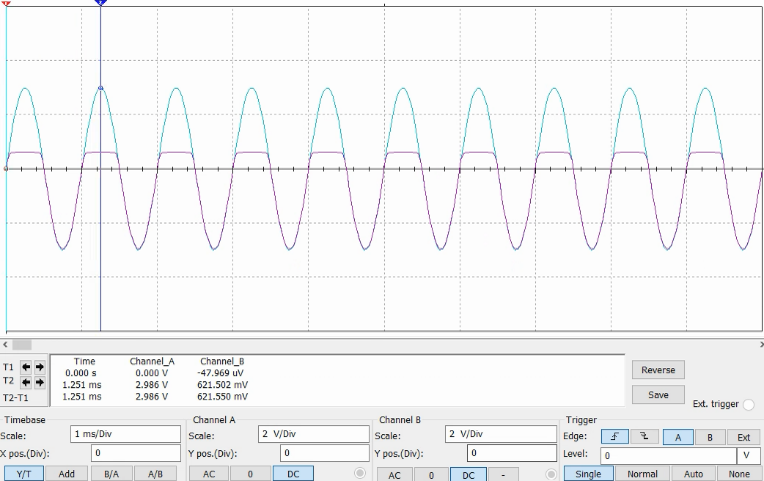 Time Channel_A Channel_B
T1 0.000 s 0.000 V -47.969 uV
T2 1.251 ms 2.986 V 621.502 mV
T2-T1 1.251 ms 2.986 V 621.550 mV
Reverse
Save
Ext. trigger
Timebase Channel A Channel B Trigger
Scale: 1 ms/Div Scale: 2 V/Div Scale: 2 V/Div Edge: A B Ext
X pos.(Div): 0 Y pos.(Div): 0 Y pos.(Div): 0 Level: 0 V
Y/T Add B/A A/B AC 0 DC AC 0 DC - Single Normal Auto None